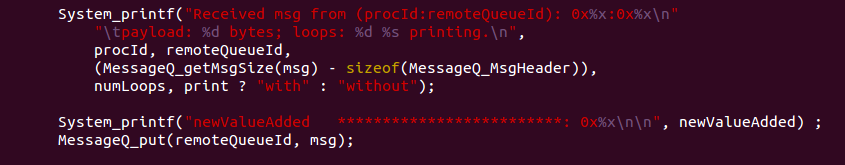 System_printf("Received msg from (procId:remoteQueueId): 0x%x:0x%x\n"
"\tpayload: %d bytes; loops: %d %s printing.\n",
procId, remoteQueueId,
(MessageQ_getMsgSize(msg) - sizeof(MessageQ_MsgHeader)),
numLoops, print ? "with" : "without");
System_printf("newValueAdded   *************************: 0x%x\n\n", newValueAdded) ;
MessageQ_put(remoteQueueId, msg);